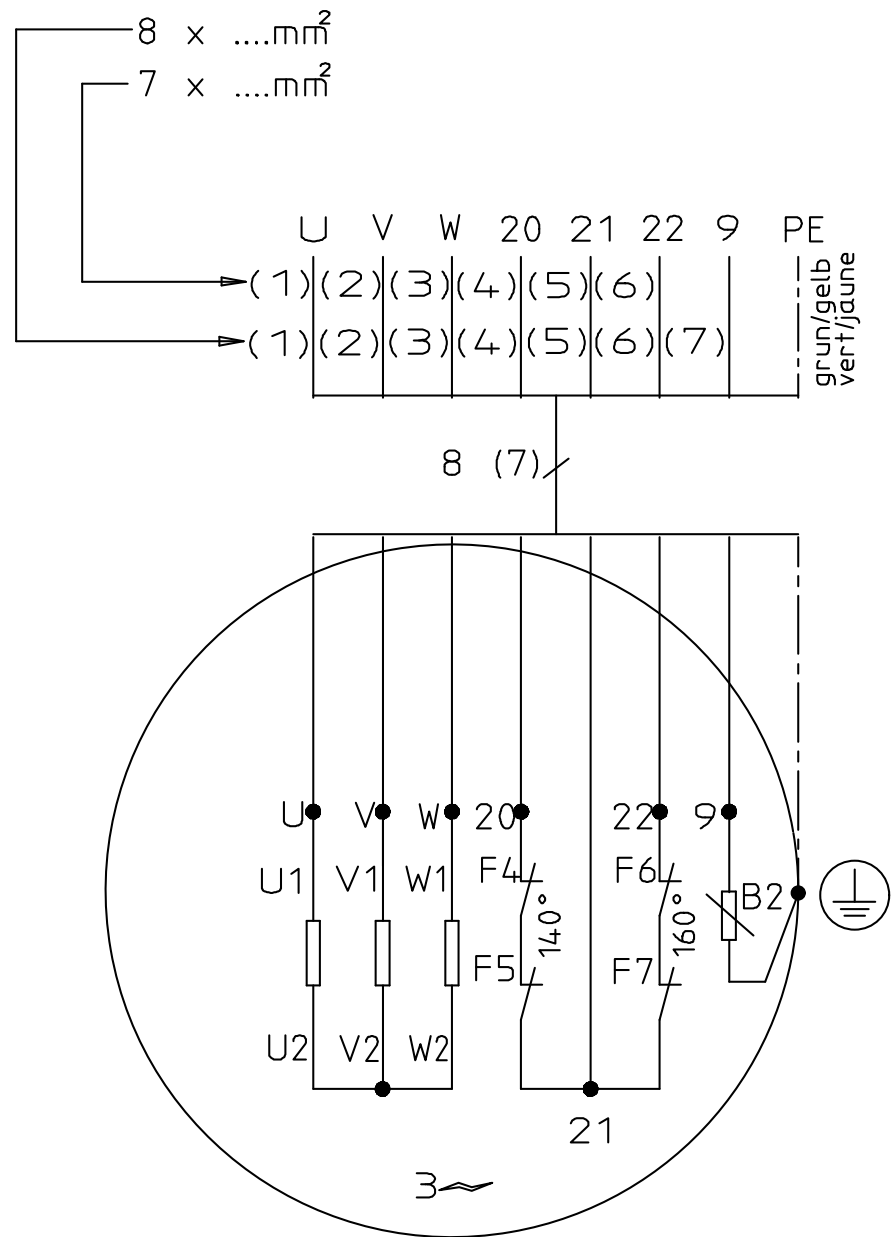 8 x ....mm²
7 x ....mm²
U V W 20 21 22 9 PE
(1) (2) (3) (4) (5) (6)
(1) (2) (3) (4) (5) (6) (7)
grun/gelb
vert/jaune
8 (7)
U V W 20 22 9
U1 V1 W1 F4 F6 B2
140° 160°
F5 F7
U2 V2 W2
21
3